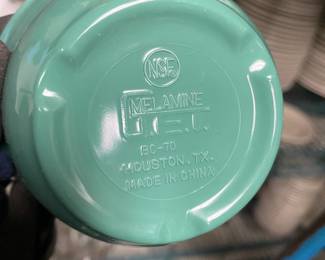 NSF
MELAMINE
G.E.T.
BC-70
HOUSTON, TX.
MADE IN CHINA